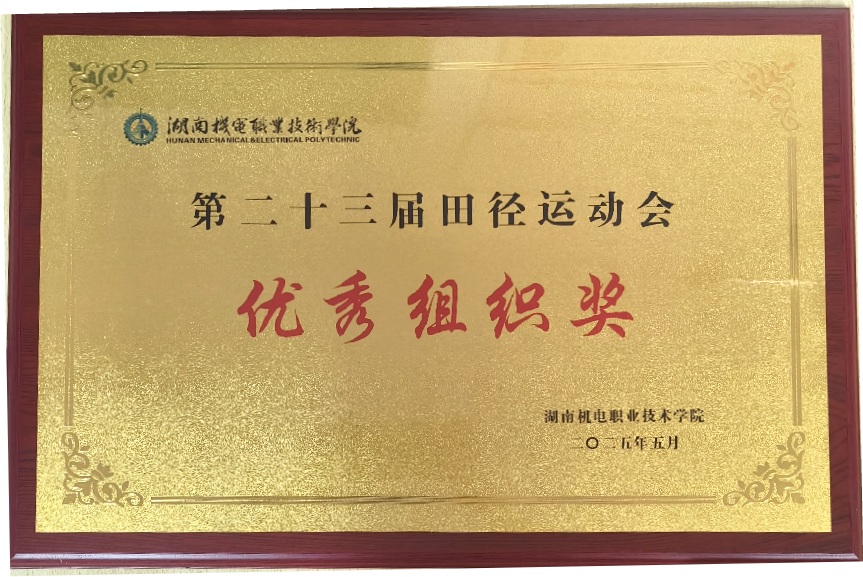 湖南機電職業技術學院
HUNAN MECHANICAL&ELECTRICAL POLYTECHNIC
第二十三届田径运动会
优秀组织奖
湖南机电职业技术学院
二〇二五年五月